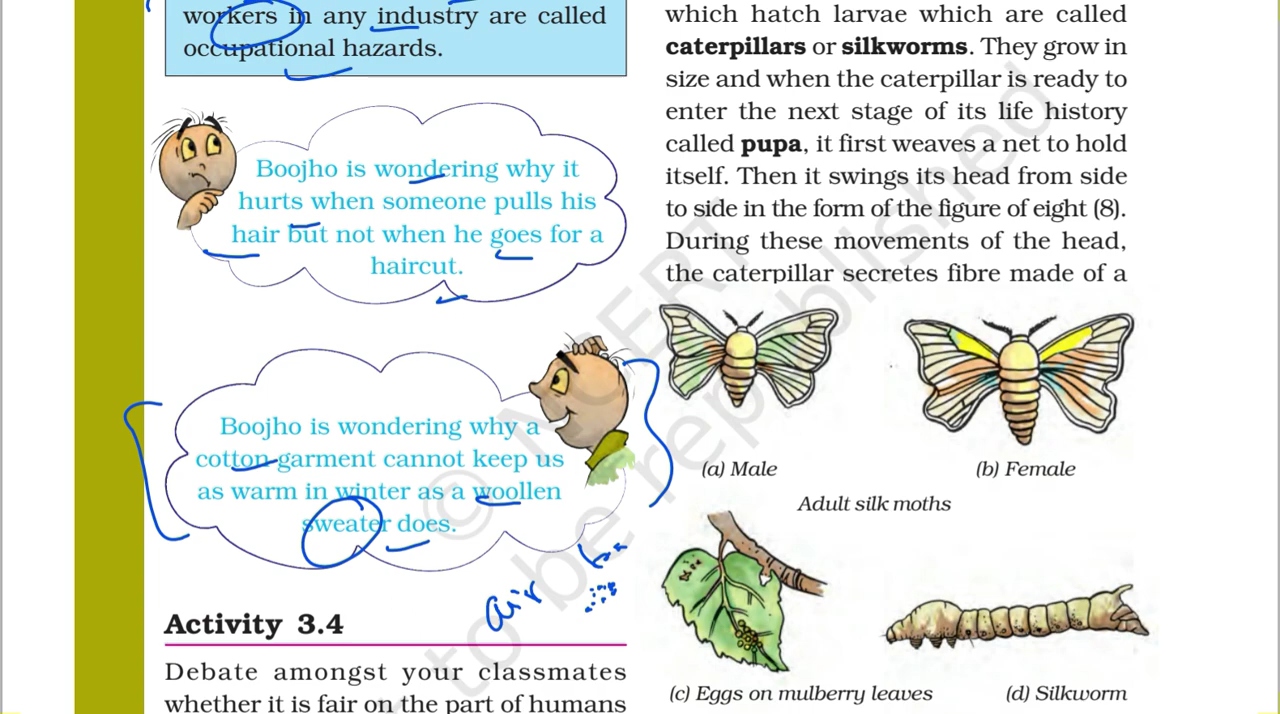 workers in any industry are called
occupational hazards.
Boojho is wondering why it
hurts when someone pulls his
hair but not when he goes for a
haircut.
Boojho is wondering why a
cotton garment cannot keep us
as warm in winter as a woollen
sweater does.
air
Activity 3.4
Debate amongst your classmates
whether it is fair on the part of humans
which hatch larvae which are called
caterpillars or silkworms. They grow in
size and when the caterpillar is ready to
enter the next stage of its life history
called pupa, it first weaves a net to hold
itself. Then it swings its head from side
to side in the form of the figure of eight (8).
During these movements of the head,
the caterpillar secretes fibre made of a
(a) Male
(b) Female
Adult silk moths
(c) Eggs on mulberry leaves
(d) Silkworm
© NCERT
to be republished